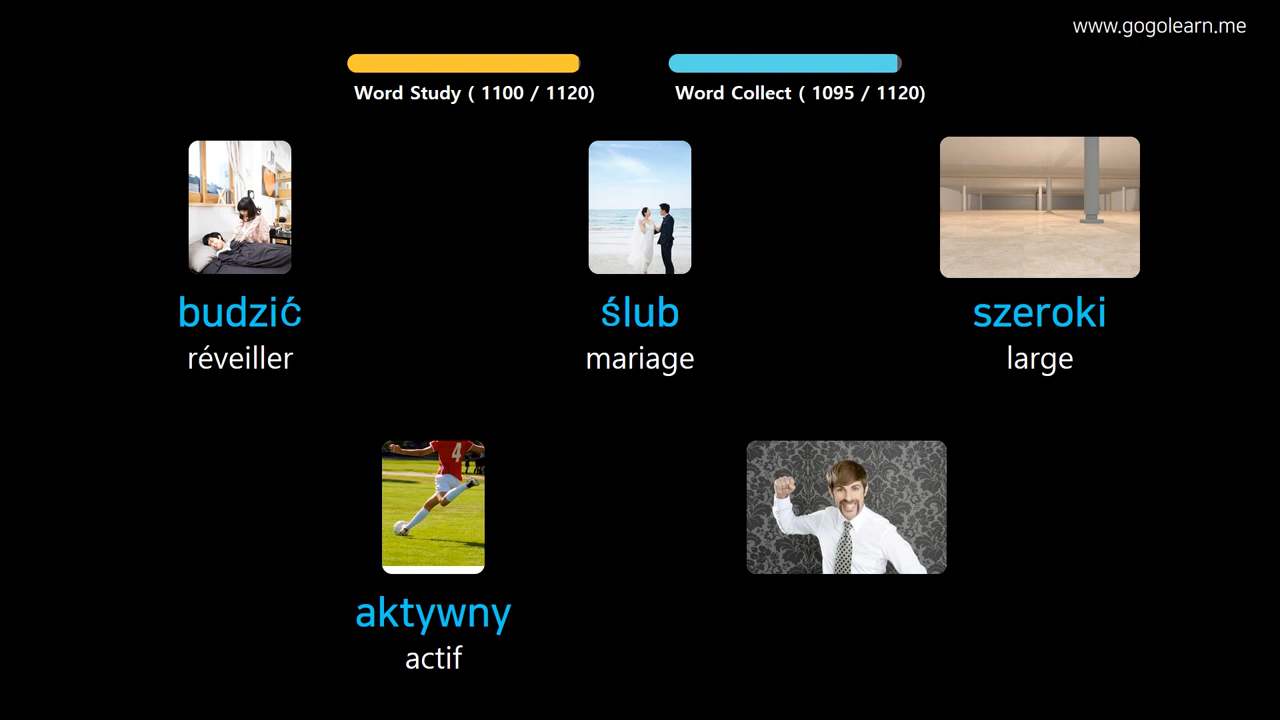 www.gogolearn.me
Word Study ( 1100 / 1120)
Word Collect ( 1095 / 1120)
budzić
réveiller
ślub
mariage
szeroki
large
4
aktywny
actif